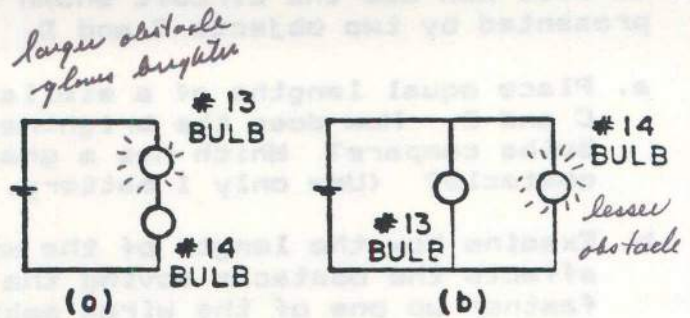 larger obstacle
glows brighter
# 13
BULB
# 14
BULB
(a)
# 13
BULB
# 14
BULB
lesser
obstacle
(b)